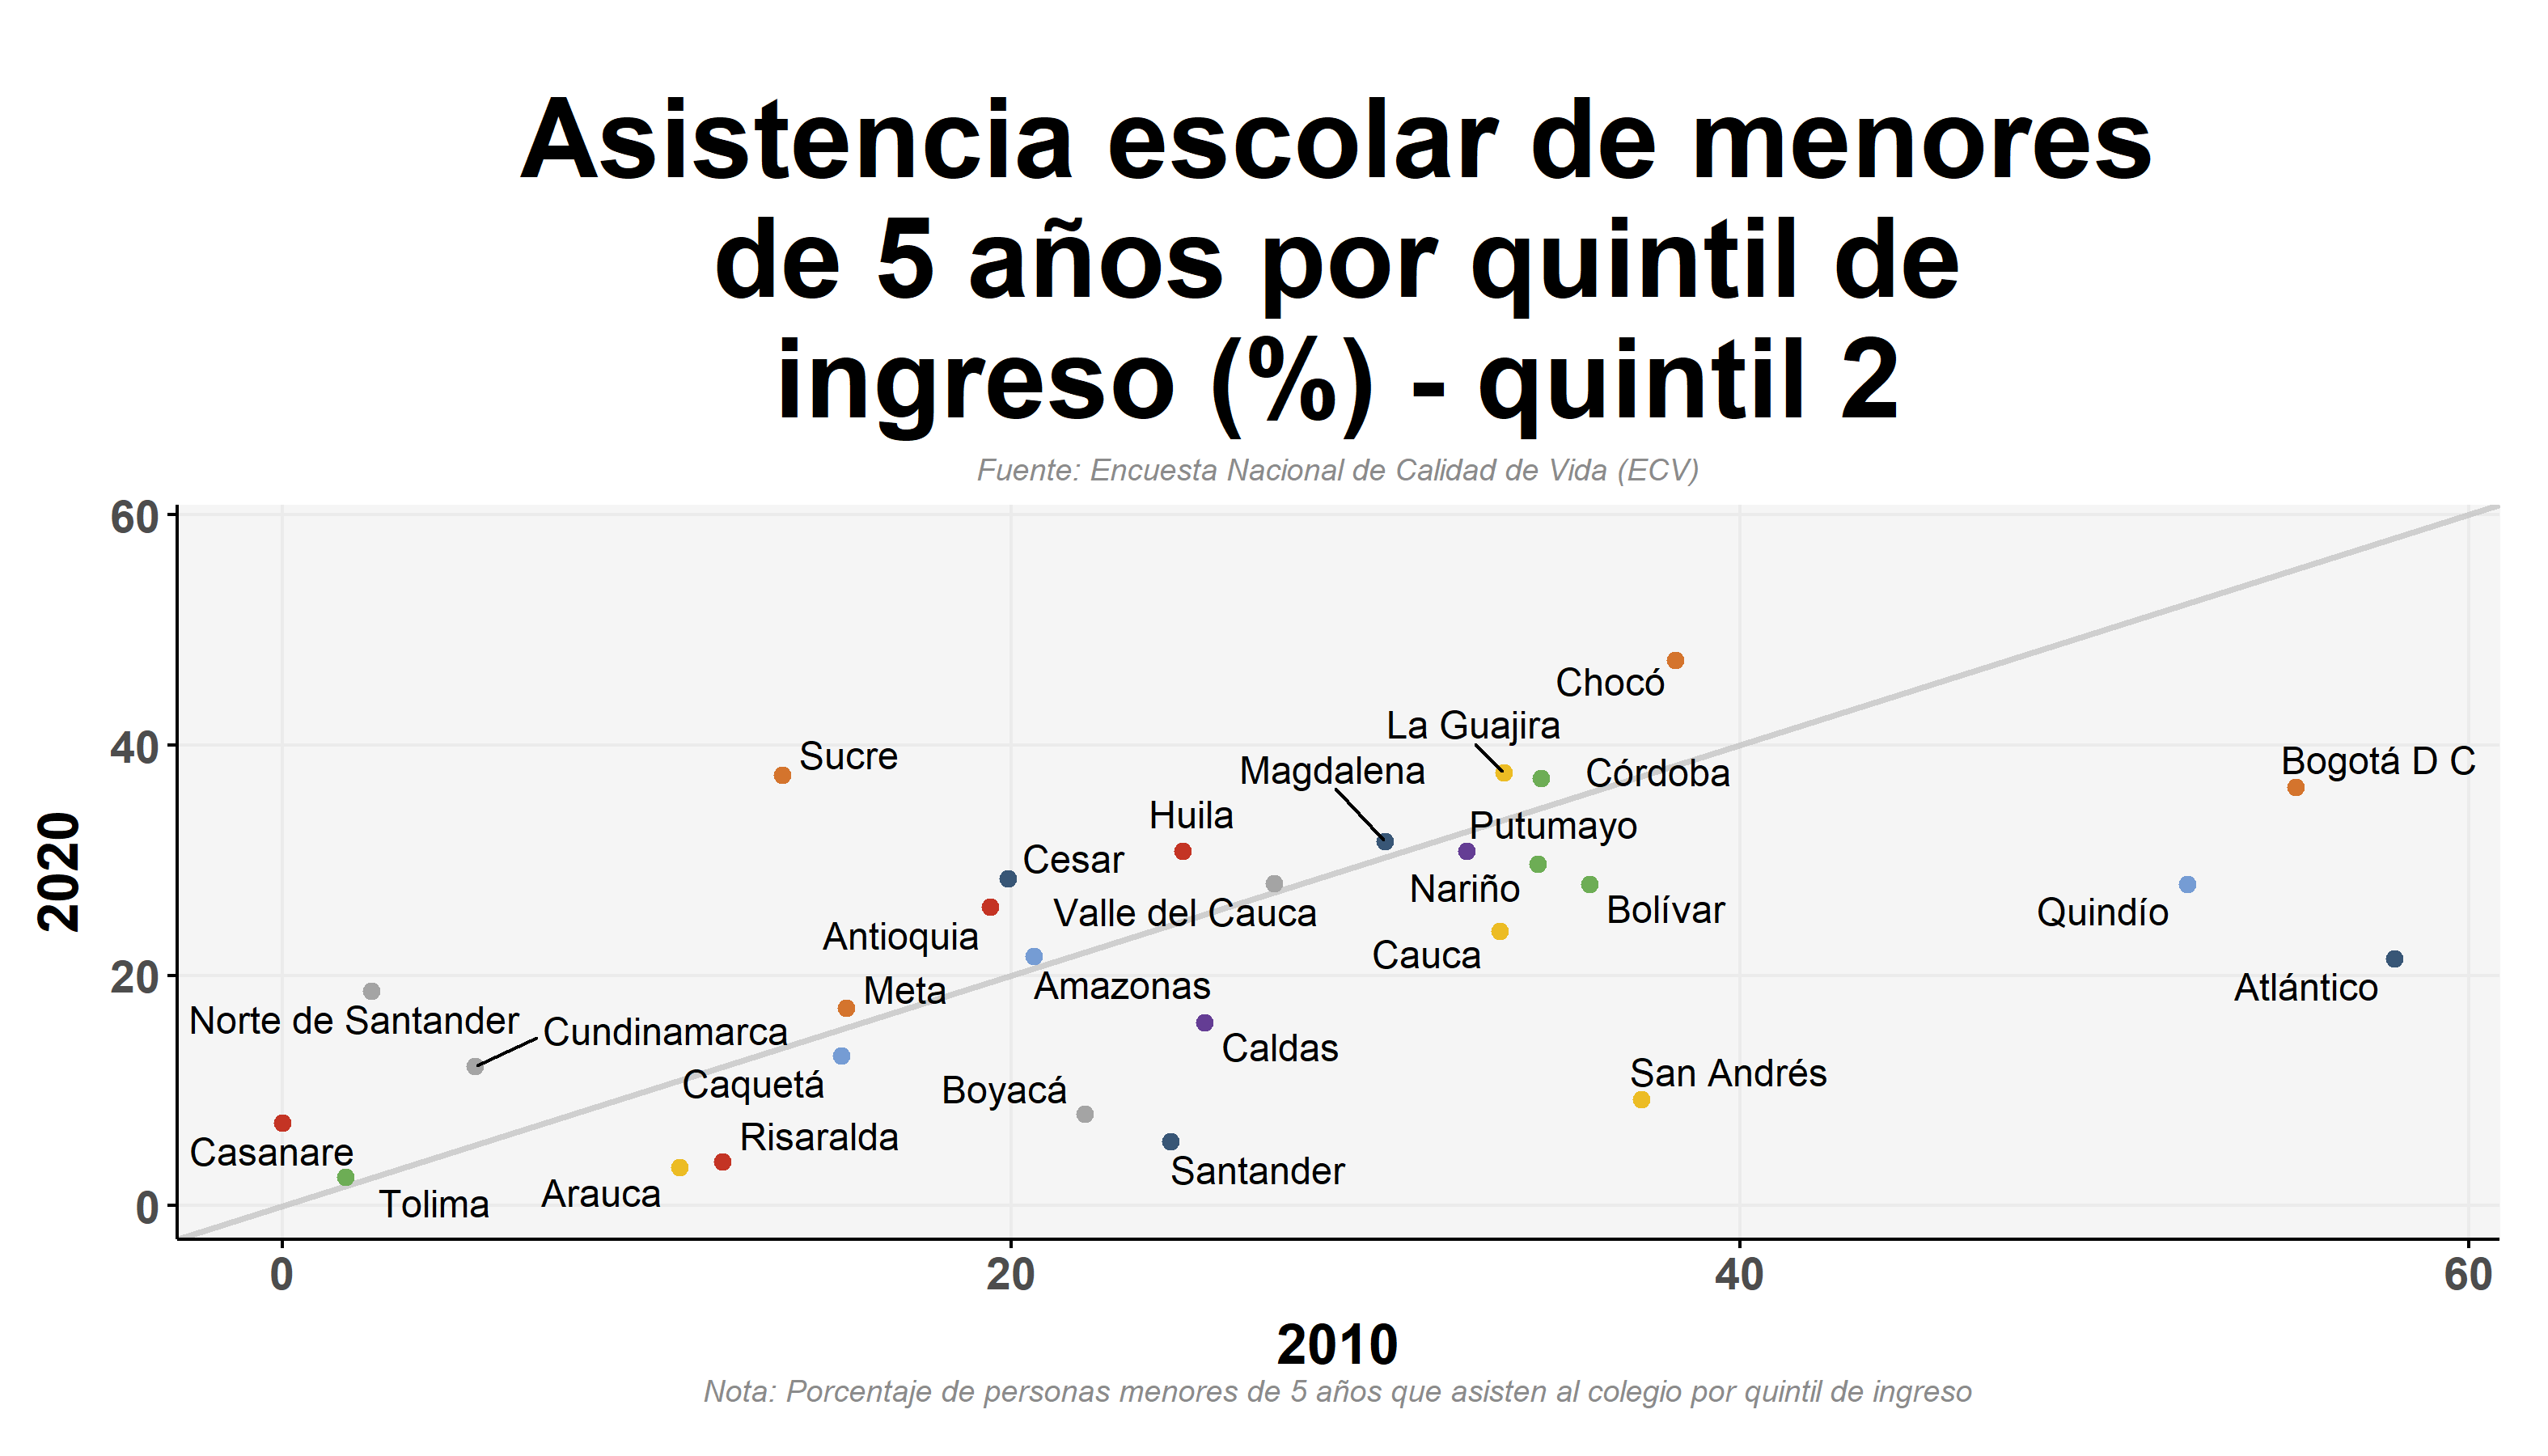 Asistencia escolar de menores
de 5 años por quintil de
ingreso (%) - quintil 2
Fuente: Encuesta Nacional de Calidad de Vida (ECV)
60
40
20
0
2020
Chocó
La Guajira
Sucre
Magdalena
Córdoba
Bogotá D C
Huila
Putumayo
Cesar
Nariño
Valle del Cauca
Bolívar
Quindío
Antioquia
Cauca
Meta
Amazonas
Atlántico
Norte de Santander
Cundinamarca
Caldas
San Andrés
Caquetá
Boyacá
Risaralda
Casanare
Santander
Arauca
Tolima
0
20
40
60
2010
Nota: Porcentaje de personas menores de 5 años que asisten al colegio por quintil de ingreso